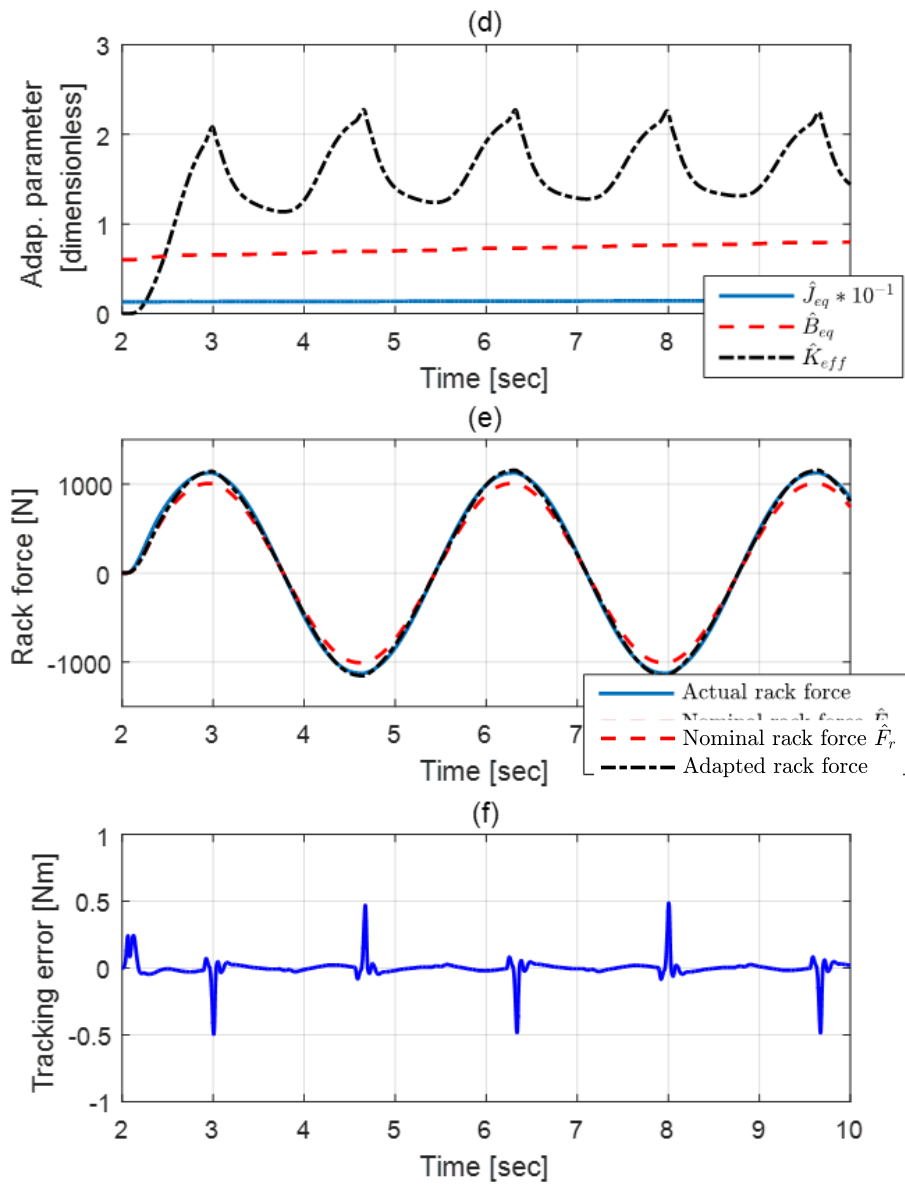 (d)
Adap. parameter
[dimensionless]
3
2
1
0
2 3 4 5 6 7 8
Time [sec]
Ĵ_eq * 10^-1
B̂_eq
K̂_eff
(e)
Rack force [N]
1000
0
-1000
2 3 4 5 6 7
Time [sec]
Actual rack force
Nominal rack force F̂_r
Adapted rack force
(f)
Tracking error [Nm]
1
0.5
0
-0.5
-1
2 3 4 5 6 7 8 9 10
Time [sec]